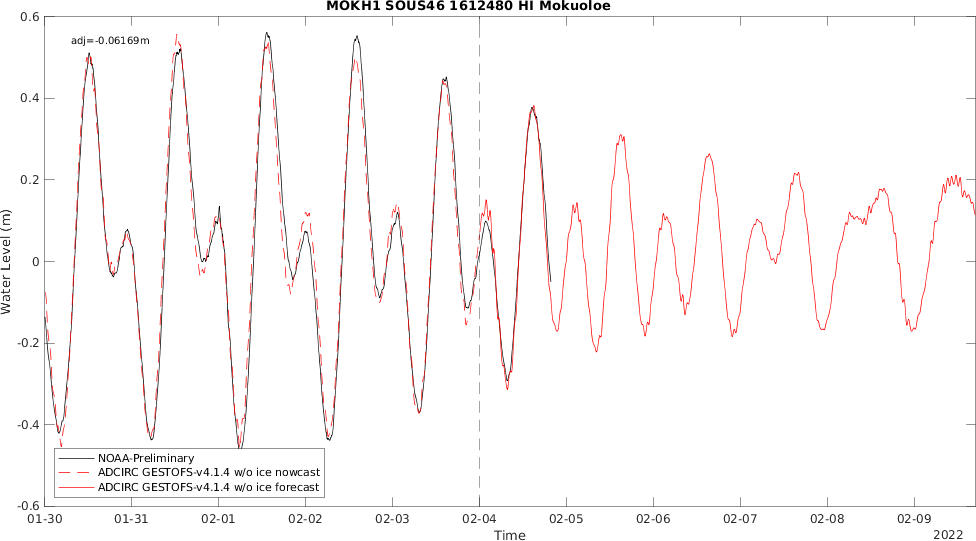 MOKH1 SOUS46 1612480 HI Mokuoloe
adj=-0.06169m
0.6
0.4
0.2
0
-0.2
-0.4
-0.6
Water Level (m)
NOAA-Preliminary
ADCIRC GESTOFS-v4.1.4 w/o ice nowcast
ADCIRC GESTOFS-v4.1.4 w/o ice forecast
01-30 01-31 02-01 02-02 02-03 02-04 02-05 02-06 02-07 02-08 02-09
Time
2022